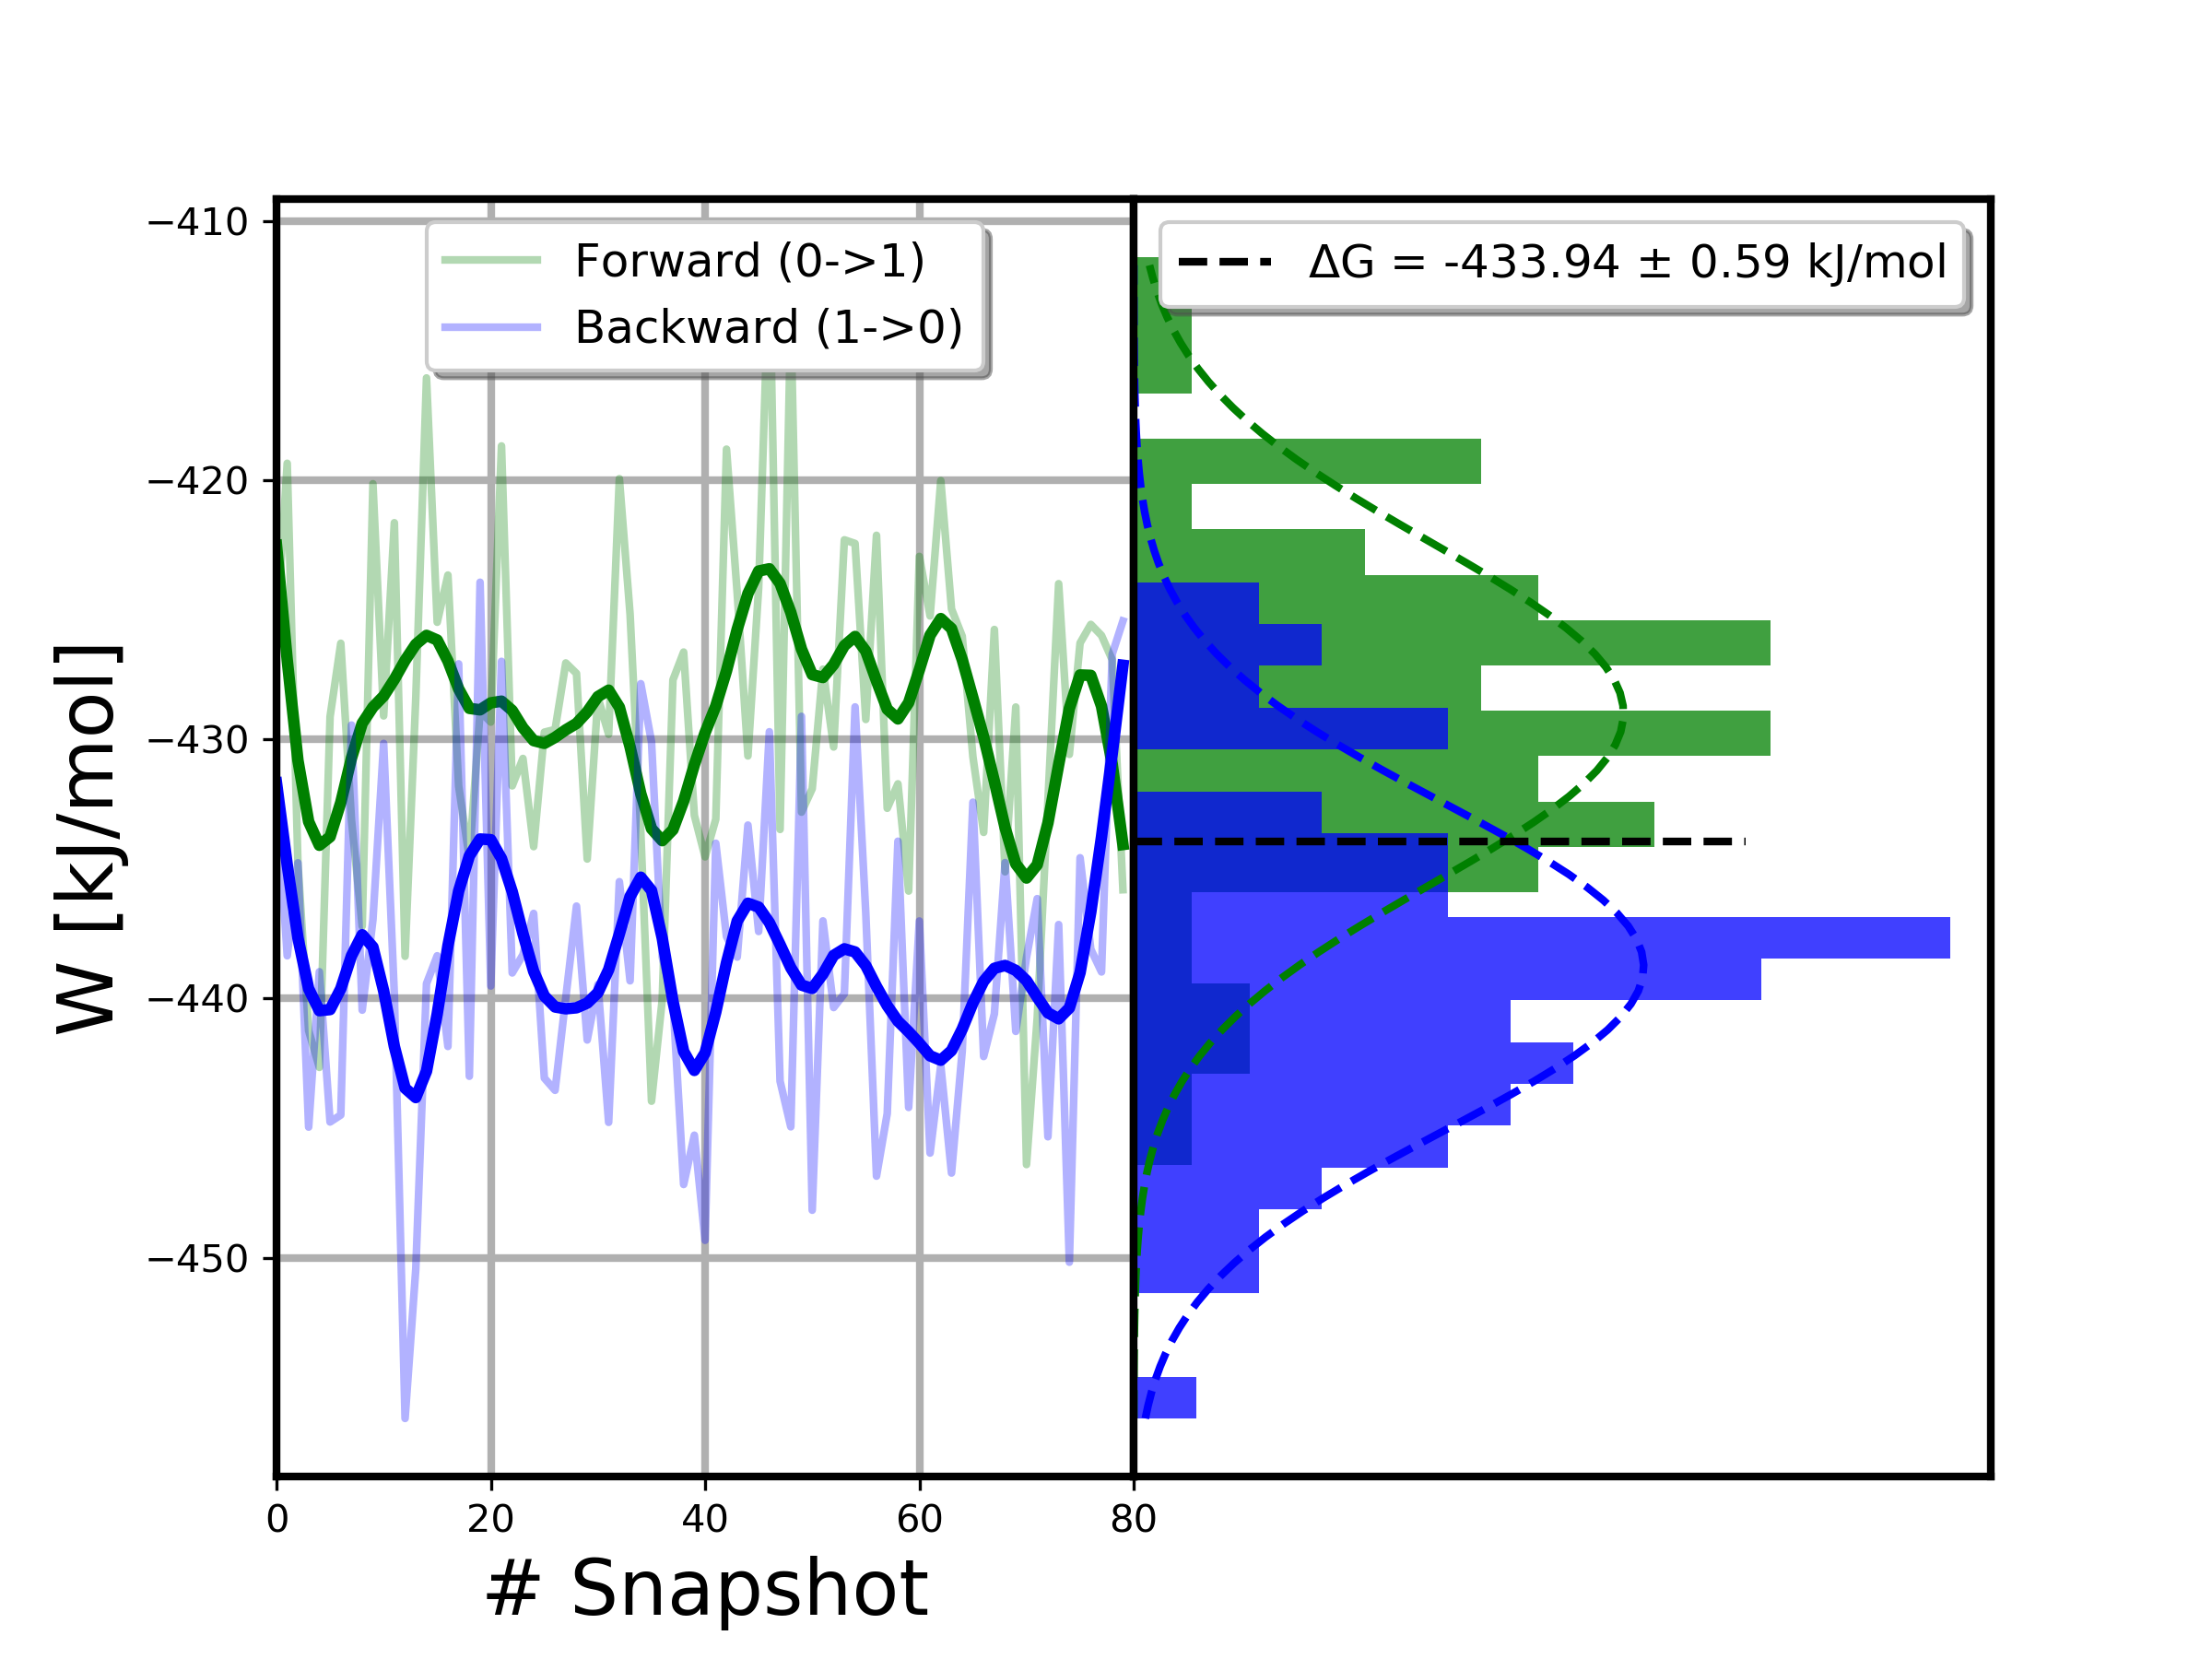 Forward (0->1)
Backward (1->0)
ΔG = -433.94 ± 0.59 kJ/mol
W [kJ/mol]
−410
−420
−430
−440
−450
0
20
40
60
80
# Snapshot